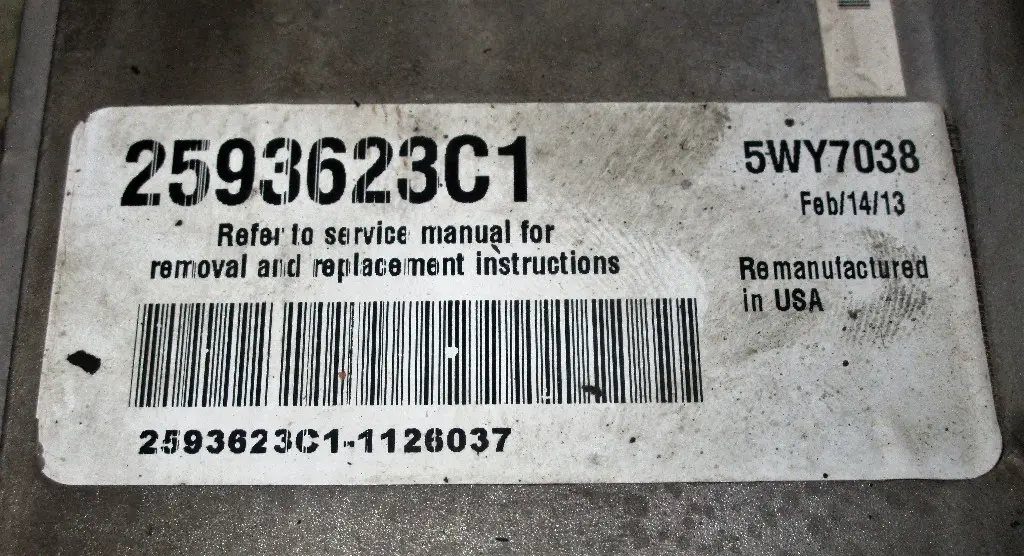 2593623C1
5WY7038
Feb/14/13
Refer to service manual for
removal and replacement instructions
Remanufactured
in USA
2593623C1-1126037